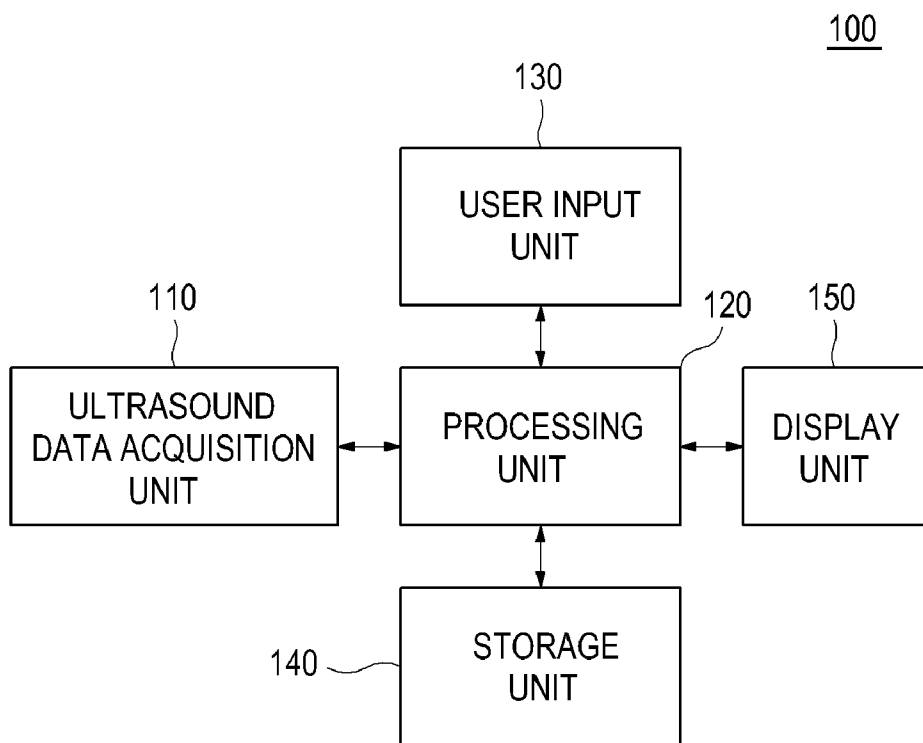 100
130
USER INPUT
UNIT
110
120
150
ULTRASOUND
DATA ACQUISITION
UNIT
PROCESSING
UNIT
DISPLAY
UNIT
140
STORAGE
UNIT